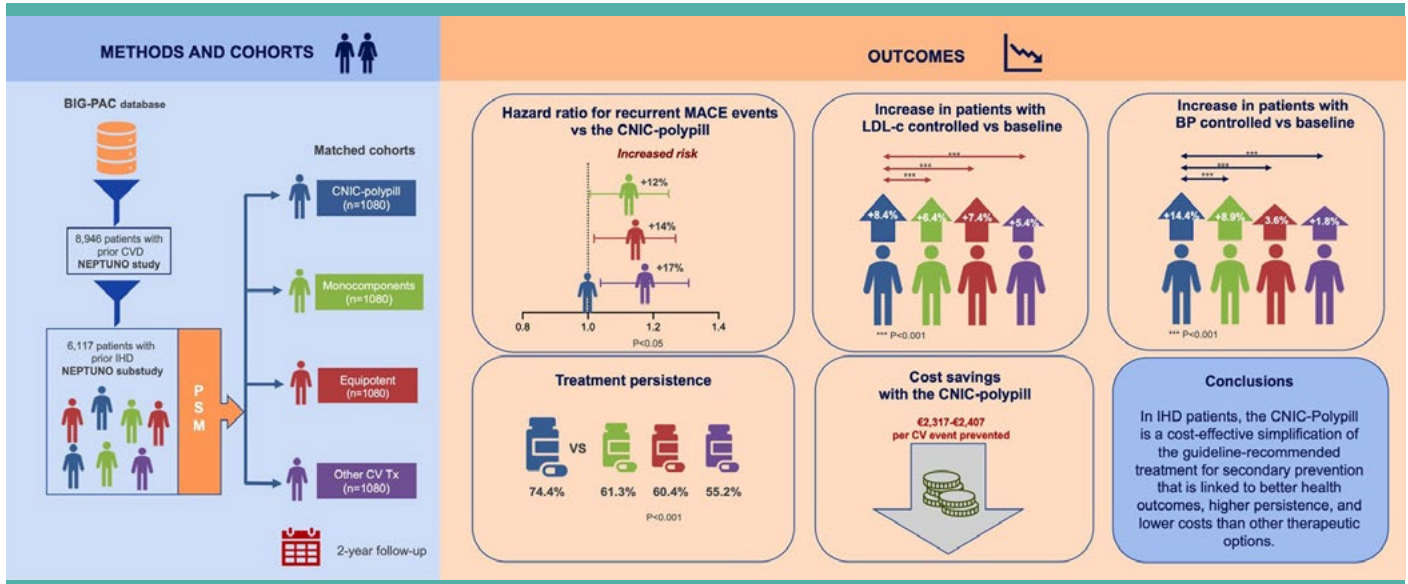 METHODS AND COHORTS
BIG-PAC database
8,946 patients with
prior CVD
NEPTUNO study
6,117 patients with
prior IHD
NEPTUNO substudy
PSM
Matched cohorts
CNIC-polypill
(n=1080)
Monocomponents
(n=1080)
Equipotent
(n=1080)
Other CV Tx
(n=1080)
2-year follow-up
OUTCOMES
Hazard ratio for recurrent MACE events
vs the CNIC-polypill
Increased risk
+12%
+14%
+17%
0.8 1.0 1.2 1.4
P<0.05
Increase in patients with
LDL-c controlled vs baseline
***
***
***
+8.4% +6.4% +7.4% +5.4%
*** P<0.001
Increase in patients with
BP controlled vs baseline
***
***
***
+14.4% +8.9% 3.6% +1.8%
*** P<0.001
Treatment persistence
VS
74.4% 61.3% 60.4% 55.2%
P<0.001
Cost savings
with the CNIC-polypill
€2,317-€2,407
per CV event prevented
Conclusions
In IHD patients, the CNIC-Polypill
is a cost-effective simplification of
the guideline-recommended
treatment for secondary prevention
that is linked to better health
outcomes, higher persistence, and
lower costs than other therapeutic
options.